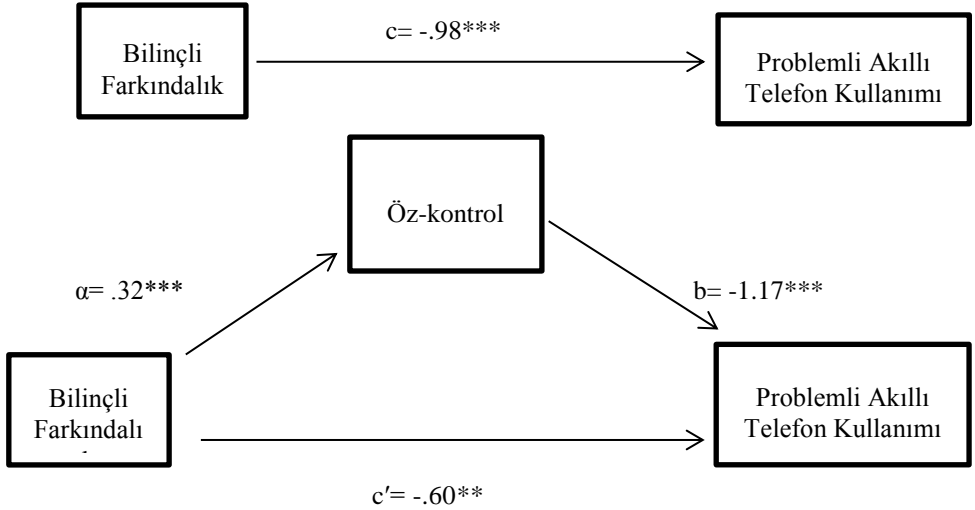 c= -.98***
Bilinçli
Farkındalık
Problemli Akıllı
Telefon Kullanımı
Öz-kontrol
α= .32***
b= -1.17***
Bilinçli
Farkındalı
Problemli Akıllı
Telefon Kullanımı
c′= -.60**